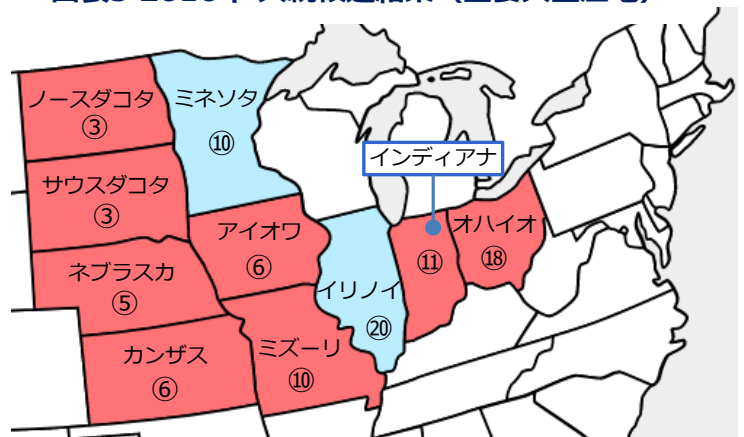 ノースダコタ
③
ミネソタ
⑩
インディアナ
サウスダコタ
③
アイオワ
⑥
オハイオ
⑱
⑪
ネブラスカ
⑤
イリノイ
⑳
カンザス
⑥
ミズーリ
⑩